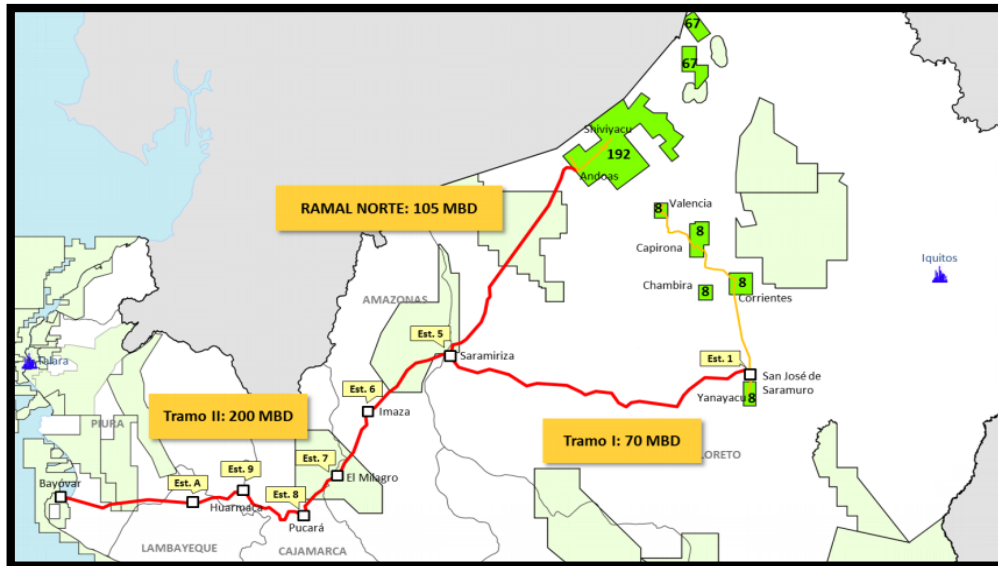 67
67
Shiviyacu
192
Andoas
RAMAL NORTE: 105 MBD
8
Valencia
8
Capirona
Iquitos
8
Chambira
8
Corrientes
AMAZONAS
Est. 5
Saramiriza
Est. 1
San José de
Saramuro
Yanayacu
8
Talara
Est. 6
Imaza
Tramo II: 200 MBD
PIURA
Tramo I: 70 MBD
LORETO
Est. 7
El Milagro
Est. 9
Est. A
Est. 8
Bayóvar
Huarmaca
Pucará
LAMBAYEQUE
CAJAMARCA